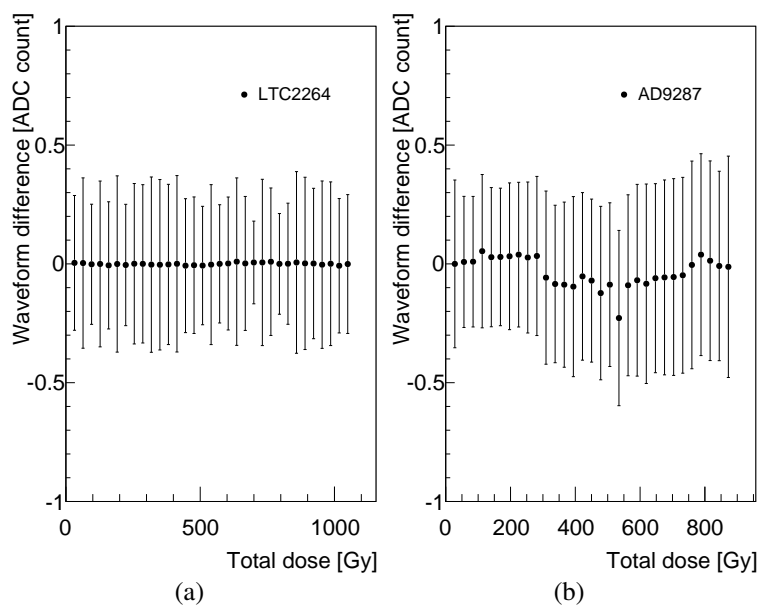 Waveform difference [ADC count]
1
0.5
0
-0.5
-1
LTC2264
0 500 1000
Total dose [Gy]
(a)
Waveform difference [ADC count]
1
0.5
0
-0.5
-1
AD9287
0 200 400 600 800
Total dose [Gy]
(b)